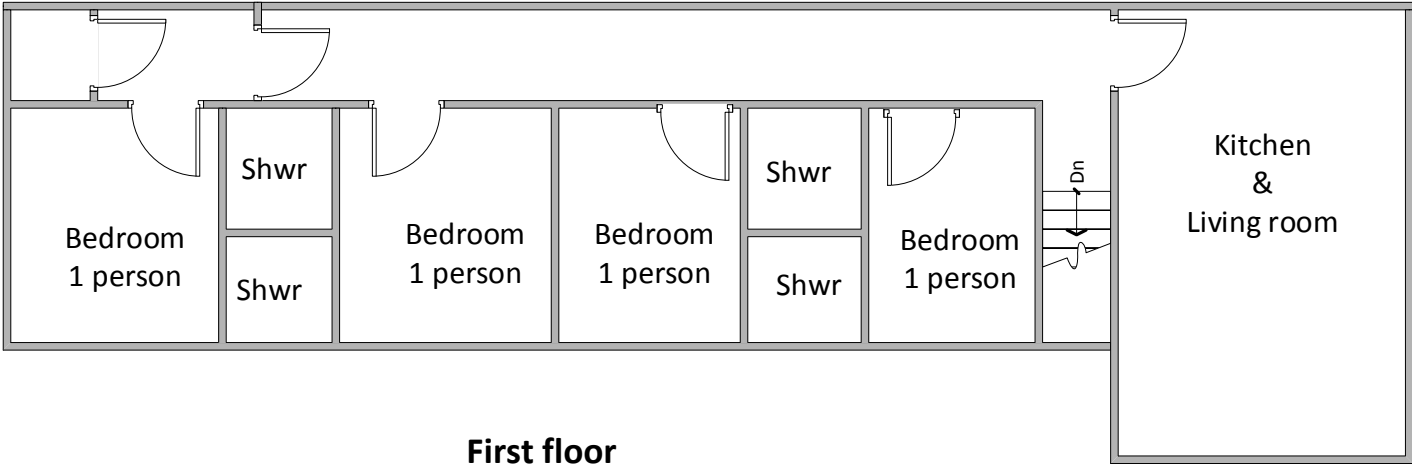 Shwr
Shwr
Dn
Kitchen
&
Living room
Bedroom
1 person
Bedroom
1 person
Bedroom
1 person
Bedroom
1 person
Shwr
Shwr
First floor